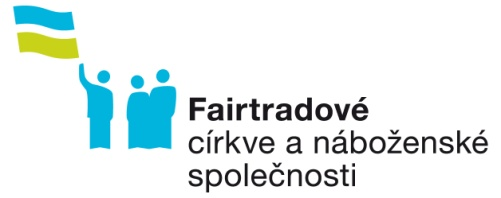 Fairtradové
církve a náboženské
společnosti